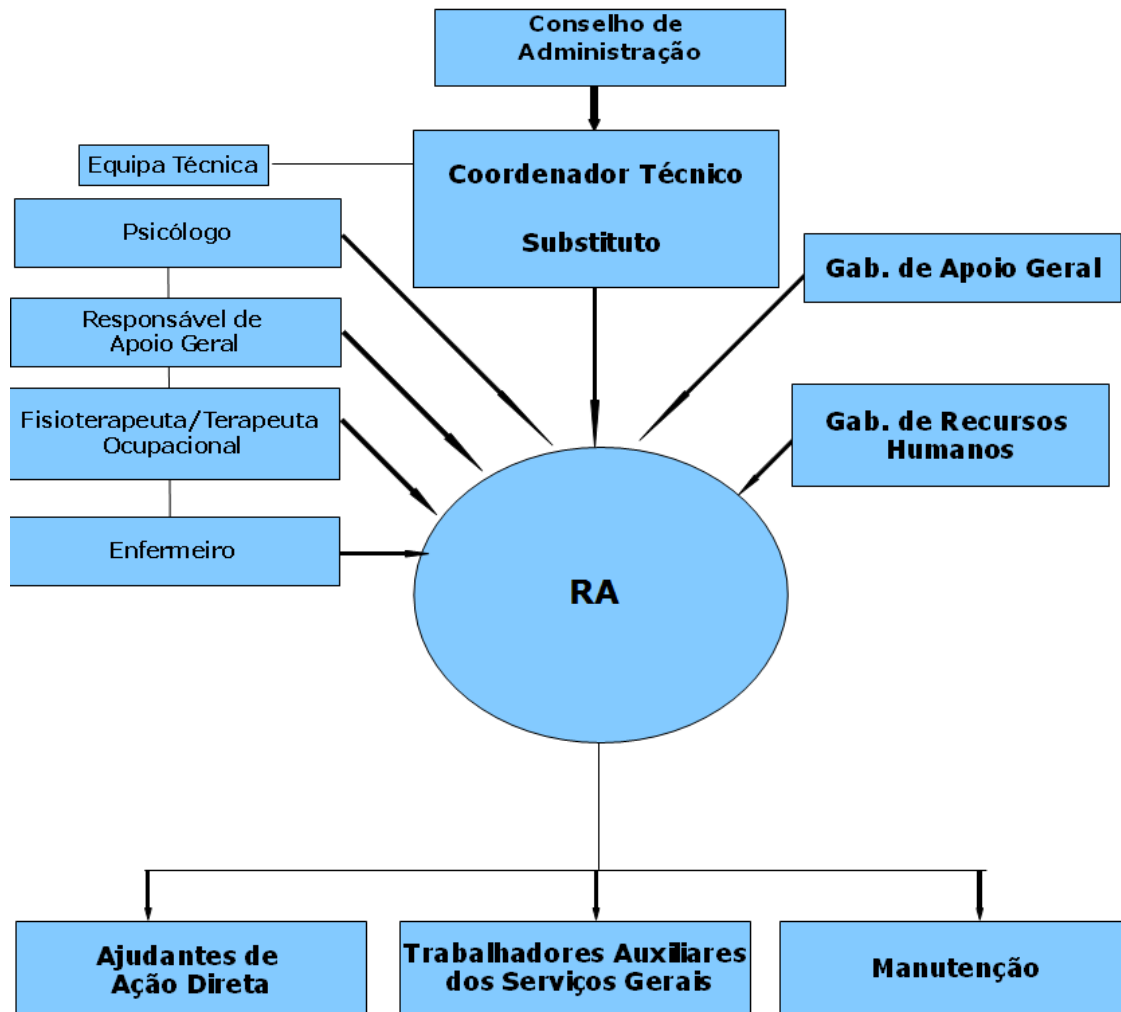 Conselho de
Administração
Equipa Técnica
Coordenador Técnico
Substituto
Psicólogo
Gab. de Apoio Geral
Responsável de
Apoio Geral
Fisioterapeuta/Terapeuta
Ocupacional
Gab. de Recursos
Humanos
Enfermeiro
RA
Ajudantes de
Ação Direta
Trabalhadores Auxiliares
dos Serviços Gerais
Manutenção